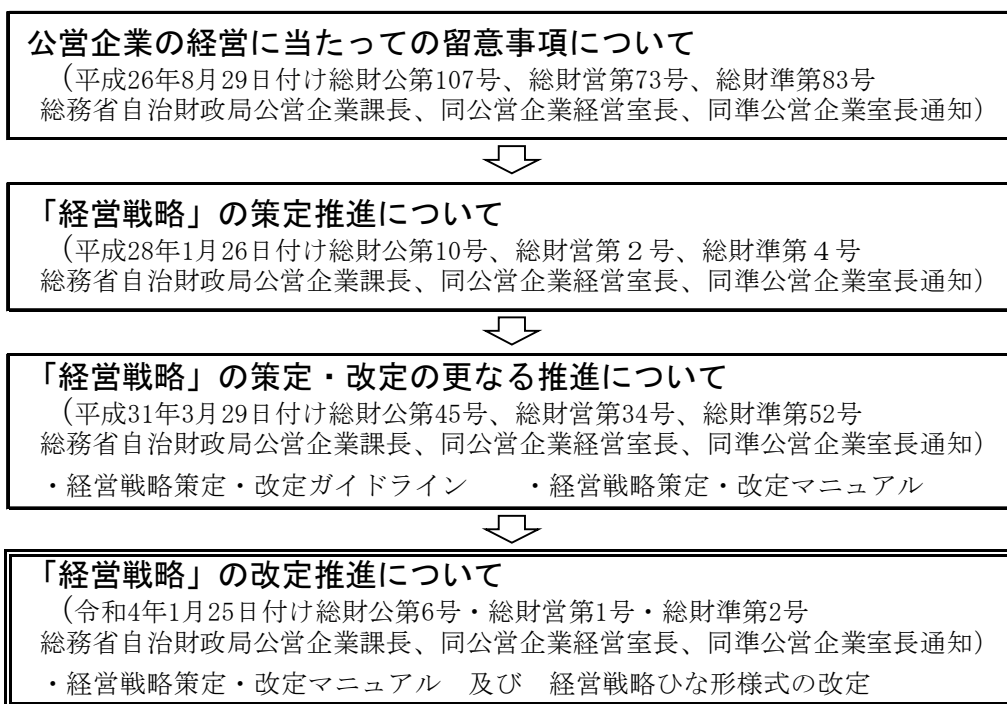 公営企業の経営に当たっての留意事項について
（平成26年8月29日付け総財公第107号、総財営第73号、総財準第83号
総務省自治財政局公営企業課長、同公営企業経営室長、同準公営企業室長通知）
「経営戦略」の策定推進について
（平成28年1月26日付け総財公第10号、総財営第２号、総財準第４号
総務省自治財政局公営企業課長、同公営企業経営室長、同準公営企業室長通知）
「経営戦略」の策定・改定の更なる推進について
（平成31年3月29日付け総財公第45号、総財営第34号、総財準第52号
総務省自治財政局公営企業課長、同公営企業経営室長、同準公営企業室長通知）
・経営戦略策定・改定ガイドライン　　・経営戦略策定・改定マニュアル
「経営戦略」の改定推進について
（令和4年1月25日付け総財公第6号・総財営第1号・総財準第2号
総務省自治財政局公営企業課長、同公営企業経営室長、同準公営企業室長通知）
・経営戦略策定・改定マニュアル　及び　経営戦略ひな形様式の改定